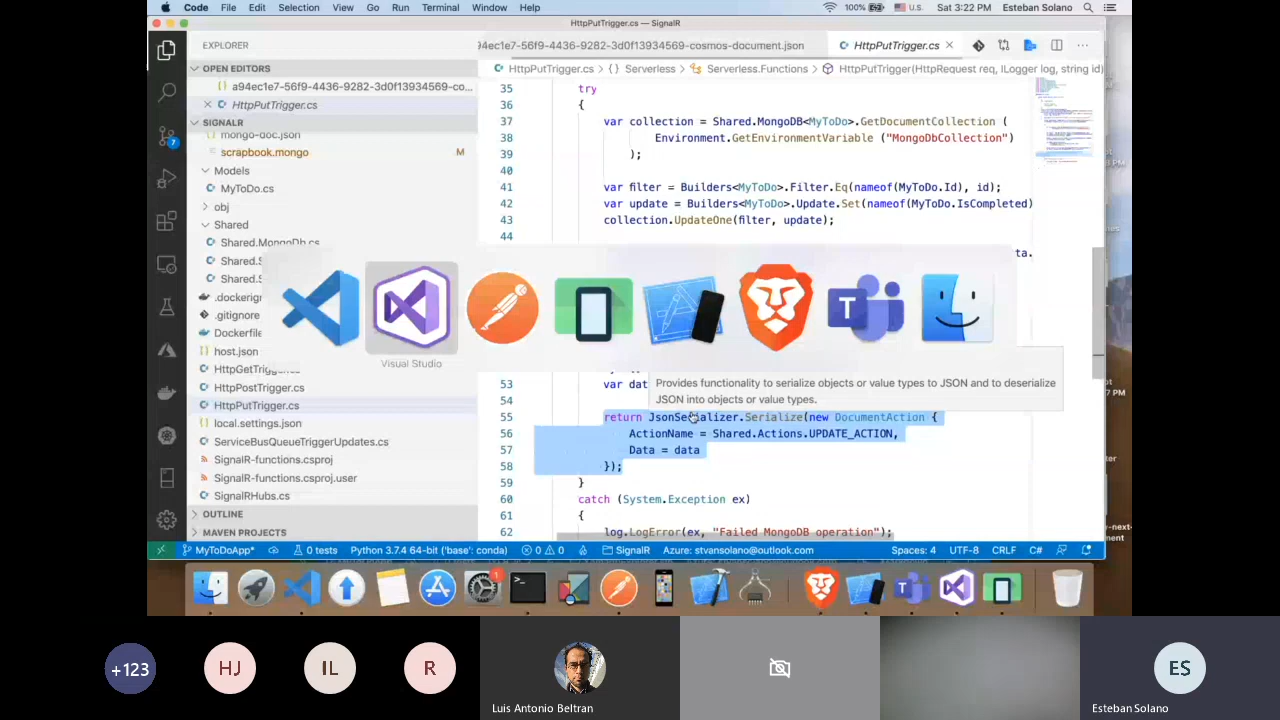 Code File Edit Selection View Go Run Terminal Window Help
100% U.S. Sat 3:22 PM Esteban Solano
HttpPutTrigger.cs — SignalR
EXPLORER
94ec1e7-56f9-4436-9282-3d0f13934569-cosmos-document.json
HttpPutTrigger.cs
OPEN EDITORS
a94ec1e7-56f9-4436-9282-3d0f13934569-co...
HttpPutTrigger.cs
SIGNALR
mongo-doc.json
scrapbook.mongo
Models
MyToDo.cs
obj
Shared
Shared.MongoDb.cs
Shared.S
Shared.S
.dockerign
.gitignore
Dockerfile
host.json
HttpGetTrigger.cs
HttpPostTrigger.cs
HttpPutTrigger.cs
local.settings.json
ServiceBusQueueTriggerUpdates.cs
SignalR-functions.csproj
SignalR-functions.csproj.user
SignalRHubs.cs
OUTLINE
MAVEN PROJECTS
HttpPutTrigger.cs > {} Serverless > Serverless.Functions > HttpPutTrigger(HttpRequest req, ILogger log, string id)
35 try
36 {
37 var collection = Shared.MongoDB<MyToDo>.GetDocumentCollection (
38 Environment.GetEnvironmentVariable ("MongoDbCollection")
39 );
40
41 var filter = Builders<MyToDo>.Filter.Eq(nameof(MyToDo.Id), id);
42 var update = Builders<MyToDo>.Update.Set(nameof(MyToDo.IsCompleted)
43 collection.UpdateOne(filter, update);
44
ta.
Visual Studio
53 var dat
Provides functionality to serialize objects or value types to JSON and to deserialize
JSON into objects or value types.
54
55 return JsonSerializer.Serialize(new DocumentAction {
56 ActionName = Shared.Actions.UPDATE_ACTION,
57 Data = data
58 });
59 }
60 catch (System.Exception ex)
61 {
62 log.LogError(ex, "Failed MongoDB operation");
MyToDoApp* 0 tests Python 3.7.4 64-bit ('base': conda) 0 0 SignalR Azure: stvansolano@outlook.com Spaces: 4 UTF-8 CRLF C#
7
1
+123
HJ
IL
R
ES
Luis Antonio Beltran
Esteban Solano